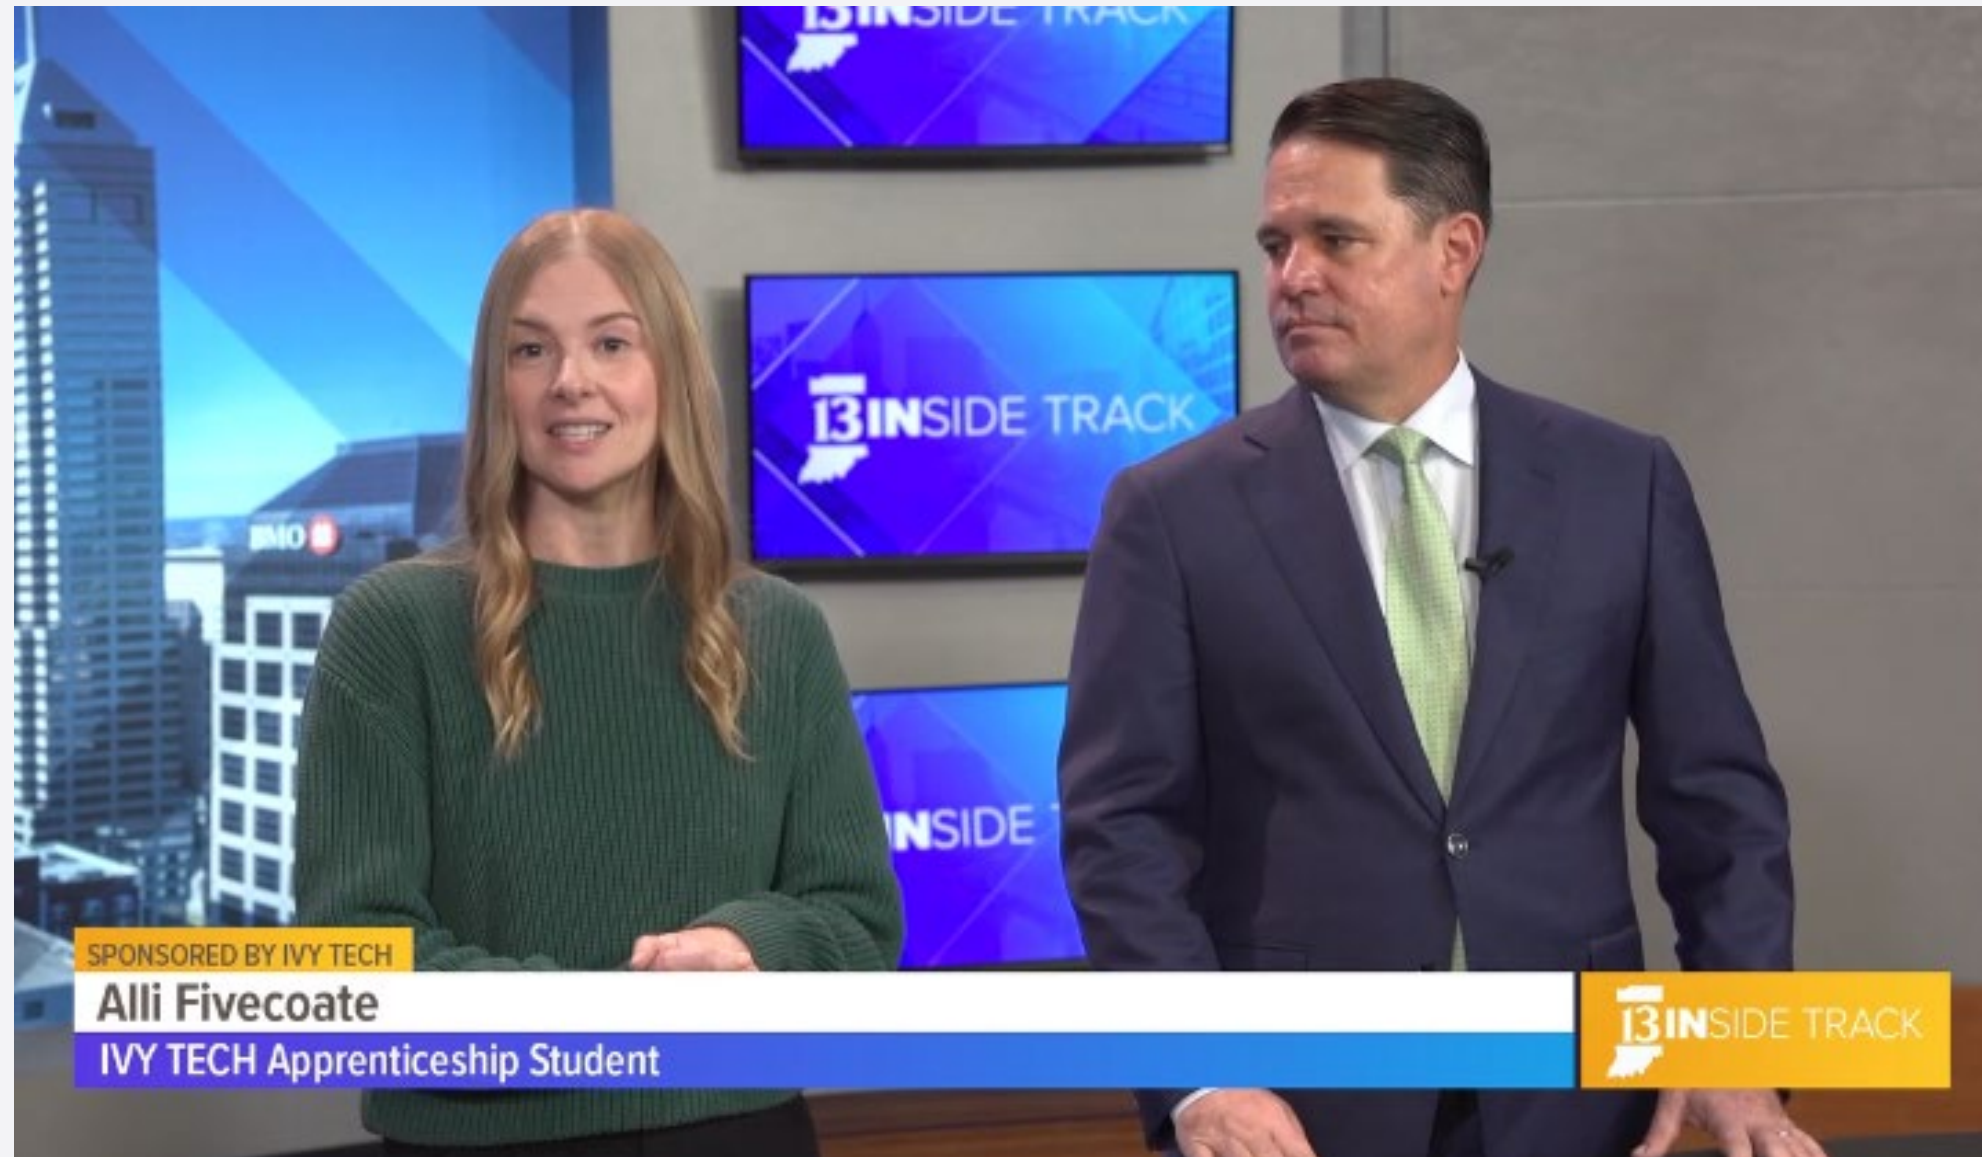 13INSIDE TRACK
13INSIDE TRACK
BMO
INSIDE
SPONSORED BY IVY TECH
Alli Fivecoate
IVY TECH Apprenticeship Student
13INSIDE TRACK